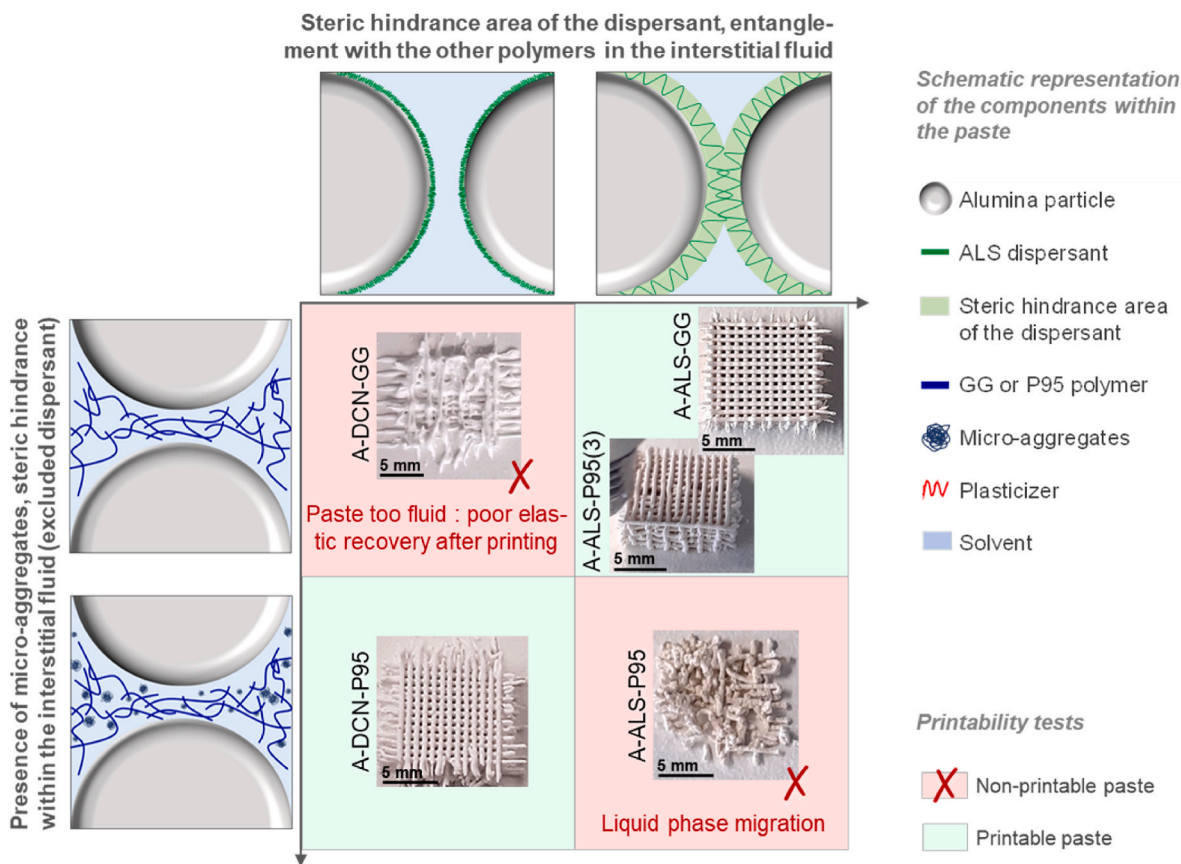 Steric hindrance area of the dispersant, entangle-
ment with the other polymers in the interstitial fluid
Schematic representation
of the components within
the paste
Alumina particle
ALS dispersant
Steric hindrance area
of the dispersant
GG or P95 polymer
Micro-aggregates
Plasticizer
Solvent
Presence of micro-aggregates, steric hindrance
within the interstitial fluid (excluded dispersant)
A-DCN-GG
5 mm
Paste too fluid : poor elas-
tic recovery after printing
A-ALS-GG
5 mm
A-ALS-P95(3)
5 mm
A-DCN-P95
5 mm
A-ALS-P95
5 mm
Liquid phase migration
Printability tests
Non-printable paste
Printable paste